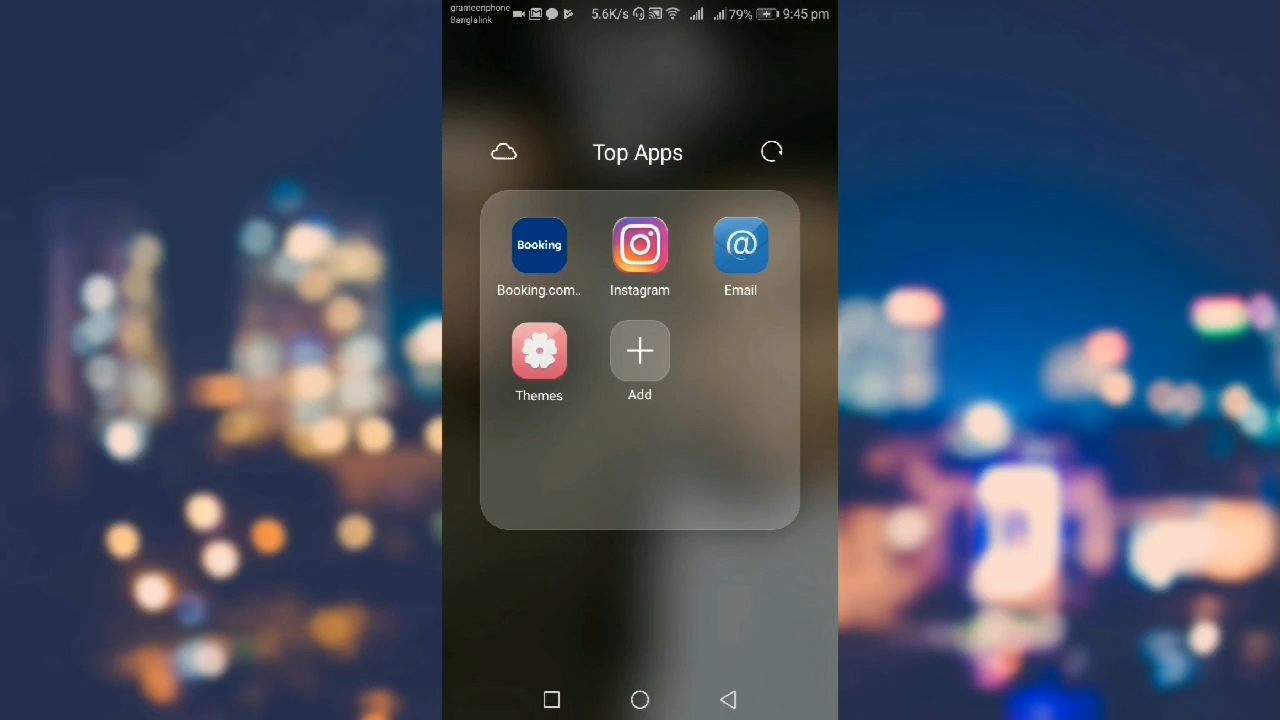 grameenphone
Banglalink
5.6K/s 79% 9:45 pm
Top Apps
Booking
@
Booking.com.. Instagram Email
Themes Add